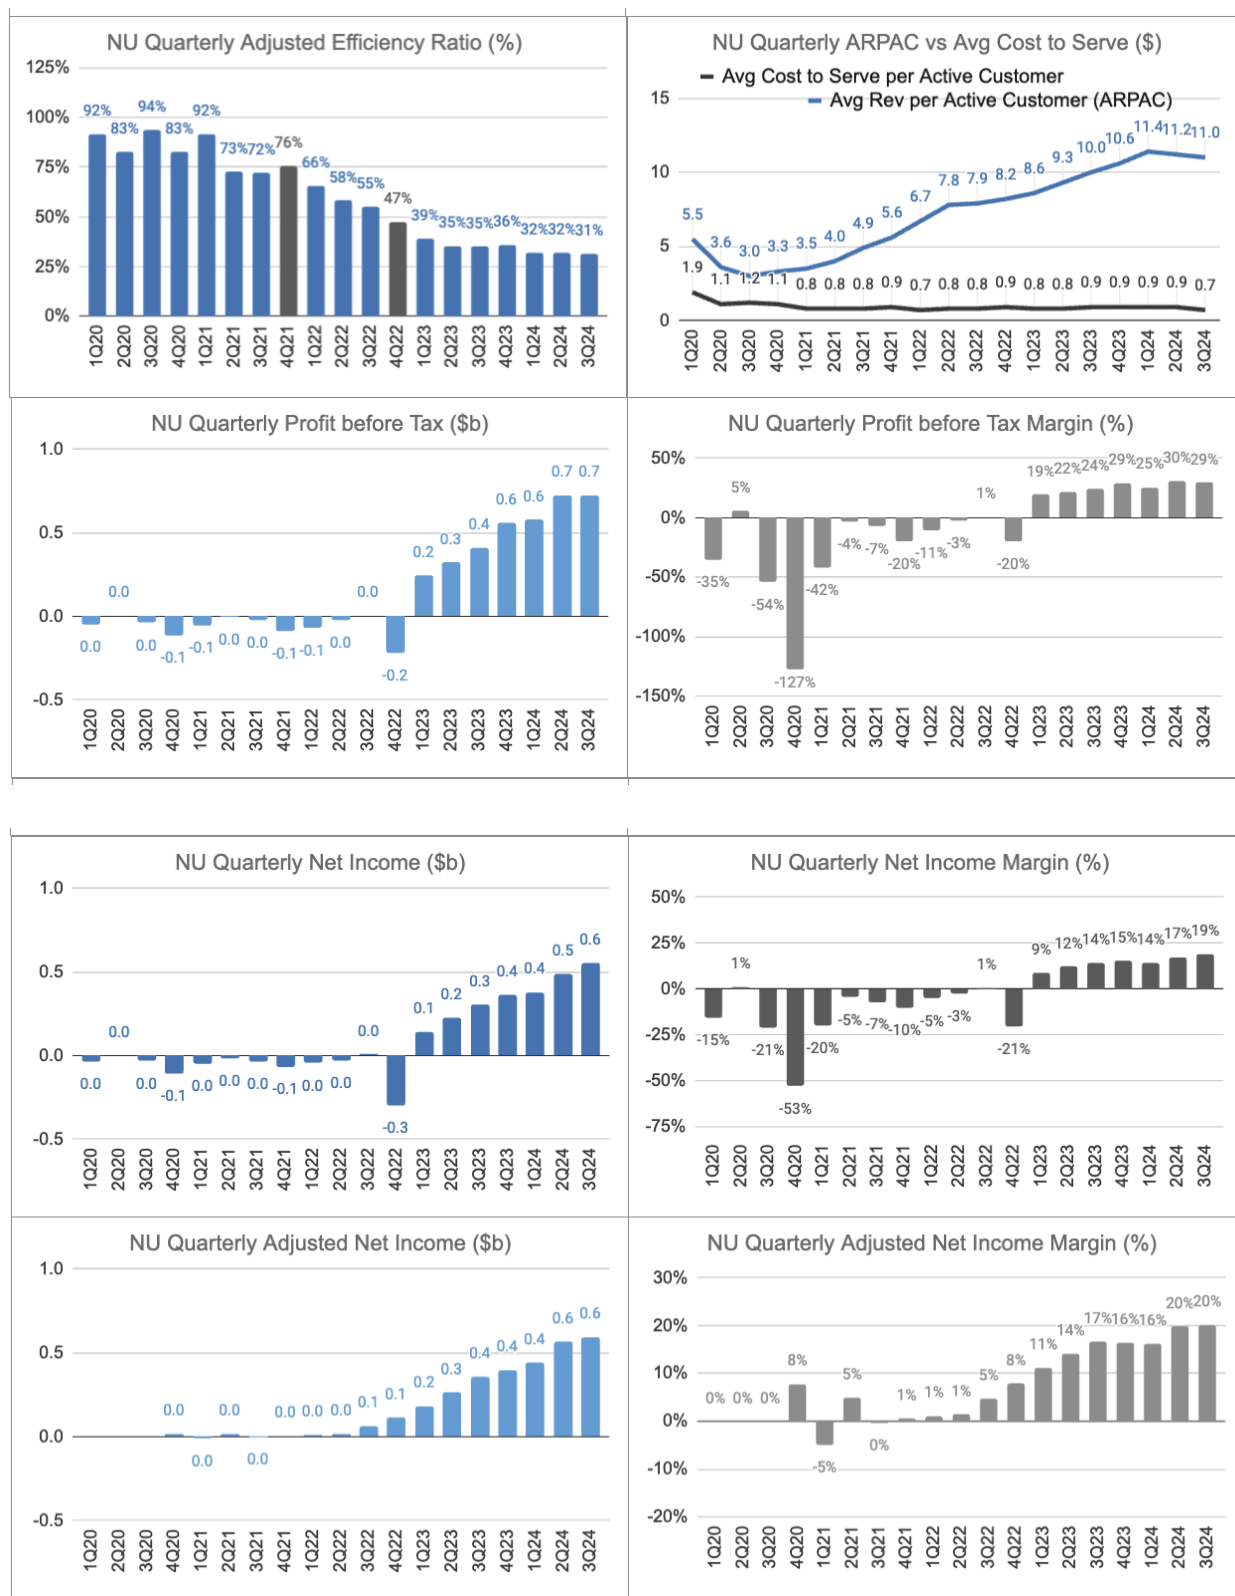 NU Quarterly Adjusted Efficiency Ratio (%)
125%
100%
75%
50%
25%
0%
92% 83% 94% 83% 92% 73% 72% 76% 66% 58% 55% 47% 39% 35% 35% 36% 32% 32% 31%
1Q20 2Q20 3Q20 4Q20 1Q21 2Q21 3Q21 4Q21 1Q22 2Q22 3Q22 4Q22 1Q23 2Q23 3Q23 4Q23 1Q24 2Q24 3Q24
NU Quarterly ARPAC vs Avg Cost to Serve ($)
Avg Cost to Serve per Active Customer
Avg Rev per Active Customer (ARPAC)
15
10
5
0
5.5 3.6 3.0 3.3 3.5 4.0 4.9 5.6 6.7 7.8 7.9 8.2 8.6 9.3 10.0 10.6 11.4 11.2 11.0
1.9 1.1 1.2 1.1 0.8 0.8 0.8 0.9 0.7 0.8 0.8 0.9 0.8 0.8 0.9 0.9 0.9 0.9 0.7
1Q20 2Q20 3Q20 4Q20 1Q21 2Q21 3Q21 4Q21 1Q22 2Q22 3Q22 4Q22 1Q23 2Q23 3Q23 4Q23 1Q24 2Q24 3Q24
NU Quarterly Profit before Tax ($b)
1.0
0.5
0.0
-0.5
0.0 0.0 0.0 -0.1 -0.1 0.0 0.0 -0.1 -0.1 0.0 0.0 -0.2 0.2 0.3 0.4 0.6 0.6 0.7 0.7
1Q20 2Q20 3Q20 4Q20 1Q21 2Q21 3Q21 4Q21 1Q22 2Q22 3Q22 4Q22 1Q23 2Q23 3Q23 4Q23 1Q24 2Q24 3Q24
NU Quarterly Profit before Tax Margin (%)
50%
0%
-50%
-100%
-150%
-35% 5% -54% -127% -42% -4% -7% -20% -11% -3% 1% -20% 19% 22% 24% 29% 25% 30% 29%
1Q20 2Q20 3Q20 4Q20 1Q21 2Q21 3Q21 4Q21 1Q22 2Q22 3Q22 4Q22 1Q23 2Q23 3Q23 4Q23 1Q24 2Q24 3Q24
NU Quarterly Net Income ($b)
1.0
0.5
0.0
-0.5
0.0 0.0 0.0 -0.1 0.0 0.0 0.0 -0.1 0.0 0.0 0.0 -0.3 0.1 0.2 0.3 0.4 0.4 0.5 0.6
1Q20 2Q20 3Q20 4Q20 1Q21 2Q21 3Q21 4Q21 1Q22 2Q22 3Q22 4Q22 1Q23 2Q23 3Q23 4Q23 1Q24 2Q24 3Q24
NU Quarterly Net Income Margin (%)
50%
25%
0%
-25%
-50%
-75%
-15% 1% -21% -53% -20% -5% -7% -10% -5% -3% 1% -21% 9% 12% 14% 15% 14% 17% 19%
1Q20 2Q20 3Q20 4Q20 1Q21 2Q21 3Q21 4Q21 1Q22 2Q22 3Q22 4Q22 1Q23 2Q23 3Q23 4Q23 1Q24 2Q24 3Q24
NU Quarterly Adjusted Net Income ($b)
1.0
0.5
0.0
-0.5
0.0 0.0 0.0 0.0 0.0 0.0 0.0 0.1 0.1 0.2 0.3 0.4 0.4 0.4 0.6 0.6
1Q20 2Q20 3Q20 4Q20 1Q21 2Q21 3Q21 4Q21 1Q22 2Q22 3Q22 4Q22 1Q23 2Q23 3Q23 4Q23 1Q24 2Q24 3Q24
NU Quarterly Adjusted Net Income Margin (%)
30%
20%
10%
0%
-10%
-20%
0% 0% 0% 8% -5% 5% 0% 1% 1% 1% 5% 8% 11% 14% 17% 16% 16% 20% 20%
1Q20 2Q20 3Q20 4Q20 1Q21 2Q21 3Q21 4Q21 1Q22 2Q22 3Q22 4Q22 1Q23 2Q23 3Q23 4Q23 1Q24 2Q24 3Q24